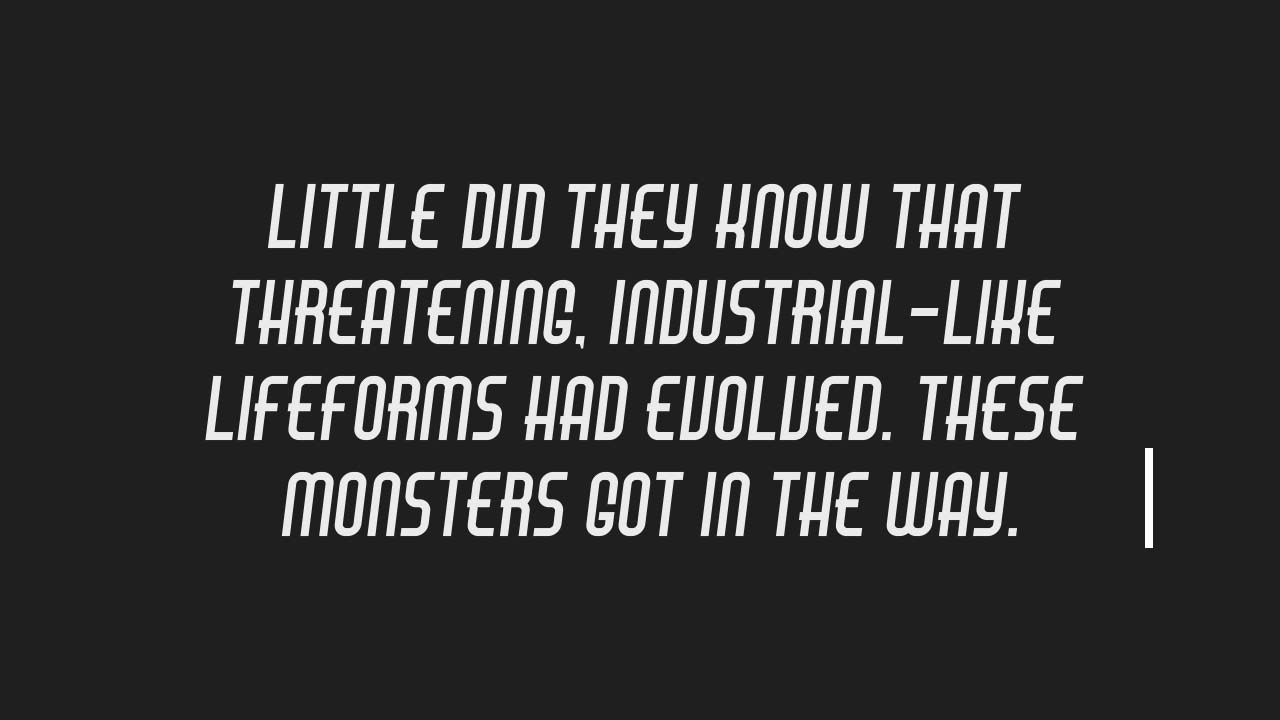 LITTLE DID THEY KNOW THAT
THREATENING, INDUSTRIAL-LIKE
LIFEFORMS HAD EVOLVED. THESE
MONSTERS GOT IN THE WAY.